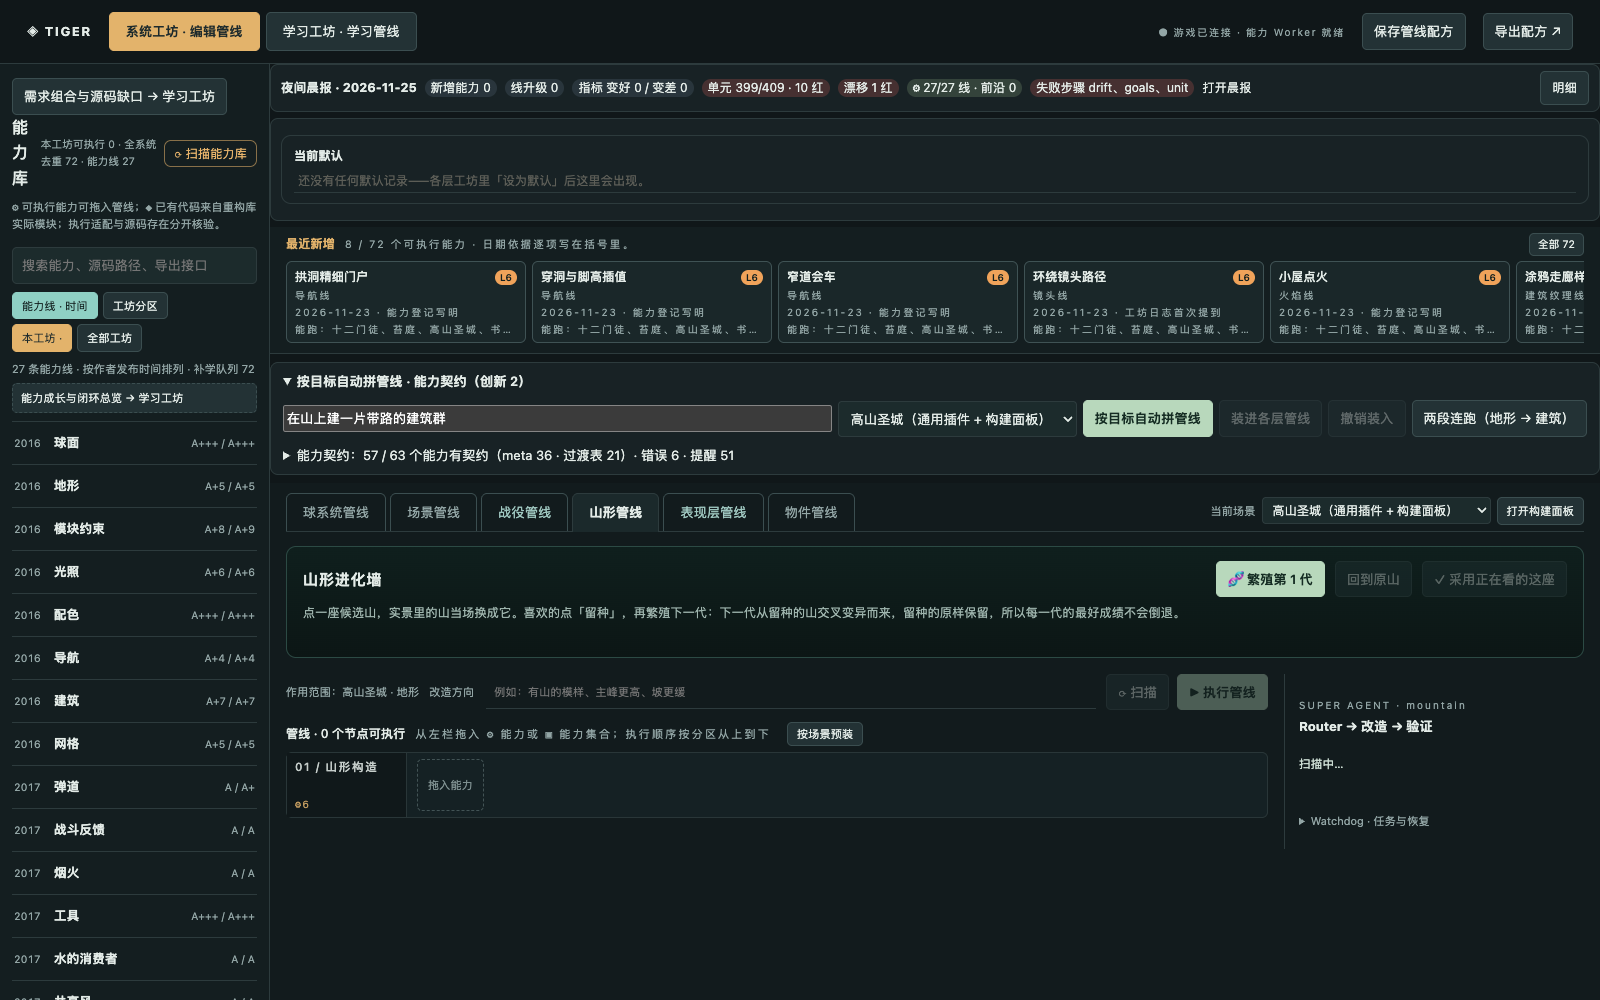 ◈ TIGER
系统工坊 · 编辑管线
学习工坊 · 学习管线
游戏已连接 · 能力 Worker 就绪
保存管线配方
导出配方 ↗
需求组合与源码缺口 → 学习工坊
能力库
本工坊可执行 0 · 全系统去重 72 · 能力线 27
⟳ 扫描能力库
⚙ 可执行能力可拖入管线；◆ 已有代码来自重构库实际模块；执行适配与源码存在分开核验。
搜索能力、源码路径、导出接口
能力线 · 时间
工坊分区
本工坊 ·
全部工坊
27 条能力线 · 按作者发布时间排列 · 补学队列 72
能力成长与闭环总览 → 学习工坊
2016 球面 A+++ / A+++
2016 地形 A+5 / A+5
2016 模块约束 A+8 / A+9
2016 光照 A+6 / A+6
2016 配色 A+++ / A+++
2016 导航 A+4 / A+4
2016 建筑 A+7 / A+7
2016 网格 A+5 / A+5
2017 弹道 A / A+
2017 战斗反馈 A / A
2017 烟火 A / A
2017 工具 A+++ / A+++
2017 水的消费者 A / A
夜间晨报 · 2026-11-25
新增能力 0
线升级 0
指标 变好 0 / 变差 0
单元 399/409 · 10 红
漂移 1 红
⚙ 27/27 线 · 前沿 0
失败步骤 drift、goals、unit
打开晨报
明细
当前默认
还没有任何默认记录——各层工坊里「设为默认」后这里会出现。
最近新增 8 / 72 个可执行能力 · 日期依据逐项写在括号里。
全部 72
拱洞精细门户 L6
导航线
2026-11-23 · 能力登记写明
能跑：十二门徒、苔庭、高山圣城、书…
穿洞与脚高插值 L6
导航线
2026-11-23 · 能力登记写明
能跑：十二门徒、苔庭、高山圣城、书…
窄道会车 L6
导航线
2026-11-23 · 能力登记写明
能跑：十二门徒、苔庭、高山圣城、书…
环绕镜头路径 L6
镜头线
2026-11-23 · 工坊日志首次提到
能跑：十二门徒、苔庭、高山圣城、书…
小屋点火 L6
火焰线
2026-11-23 · 能力登记写明
能跑：十二门徒、苔庭、高山圣城、书…
涂鸦走廊样
建筑纹理线
2026-11-
能跑：十二
▼ 按目标自动拼管线 · 能力契约（创新 2）
在山上建一片带路的建筑群
高山圣城（通用插件 + 构建面板）
按目标自动拼管线
装进各层管线
撤销装入
两段连跑（地形 → 建筑）
▶ 能力契约：57 / 63 个能力有契约（meta 36 · 过渡表 21）· 错误 6 · 提醒 51
球系统管线
场景管线
战役管线
山形管线
表现层管线
物件管线
当前场景
高山圣城（通用插件 + 构建面板）
打开构建面板
山形进化墙
🧬 繁殖第 1 代
回到原山
✓ 采用正在看的这座
点一座候选山，实景里的山当场换成它。喜欢的点「留种」，再繁殖下一代：下一代从留种的山交叉变异而来，留种的原样保留，所以每一代的最好成绩不会倒退。
作用范围：高山圣城 · 地形
改造方向
例如：有山的模样、主峰更高、坡更缓
⟳ 扫描
▶ 执行管线
管线 · 0 个节点可执行
从左栏拖入 ⚙ 能力或 ▣ 能力集合；执行顺序按分区从上到下
按场景预装
01 / 山形构造
⚙6
拖入能力
SUPER AGENT · mountain
Router → 改造 → 验证
扫描中…
▶ Watchdog · 任务与恢复